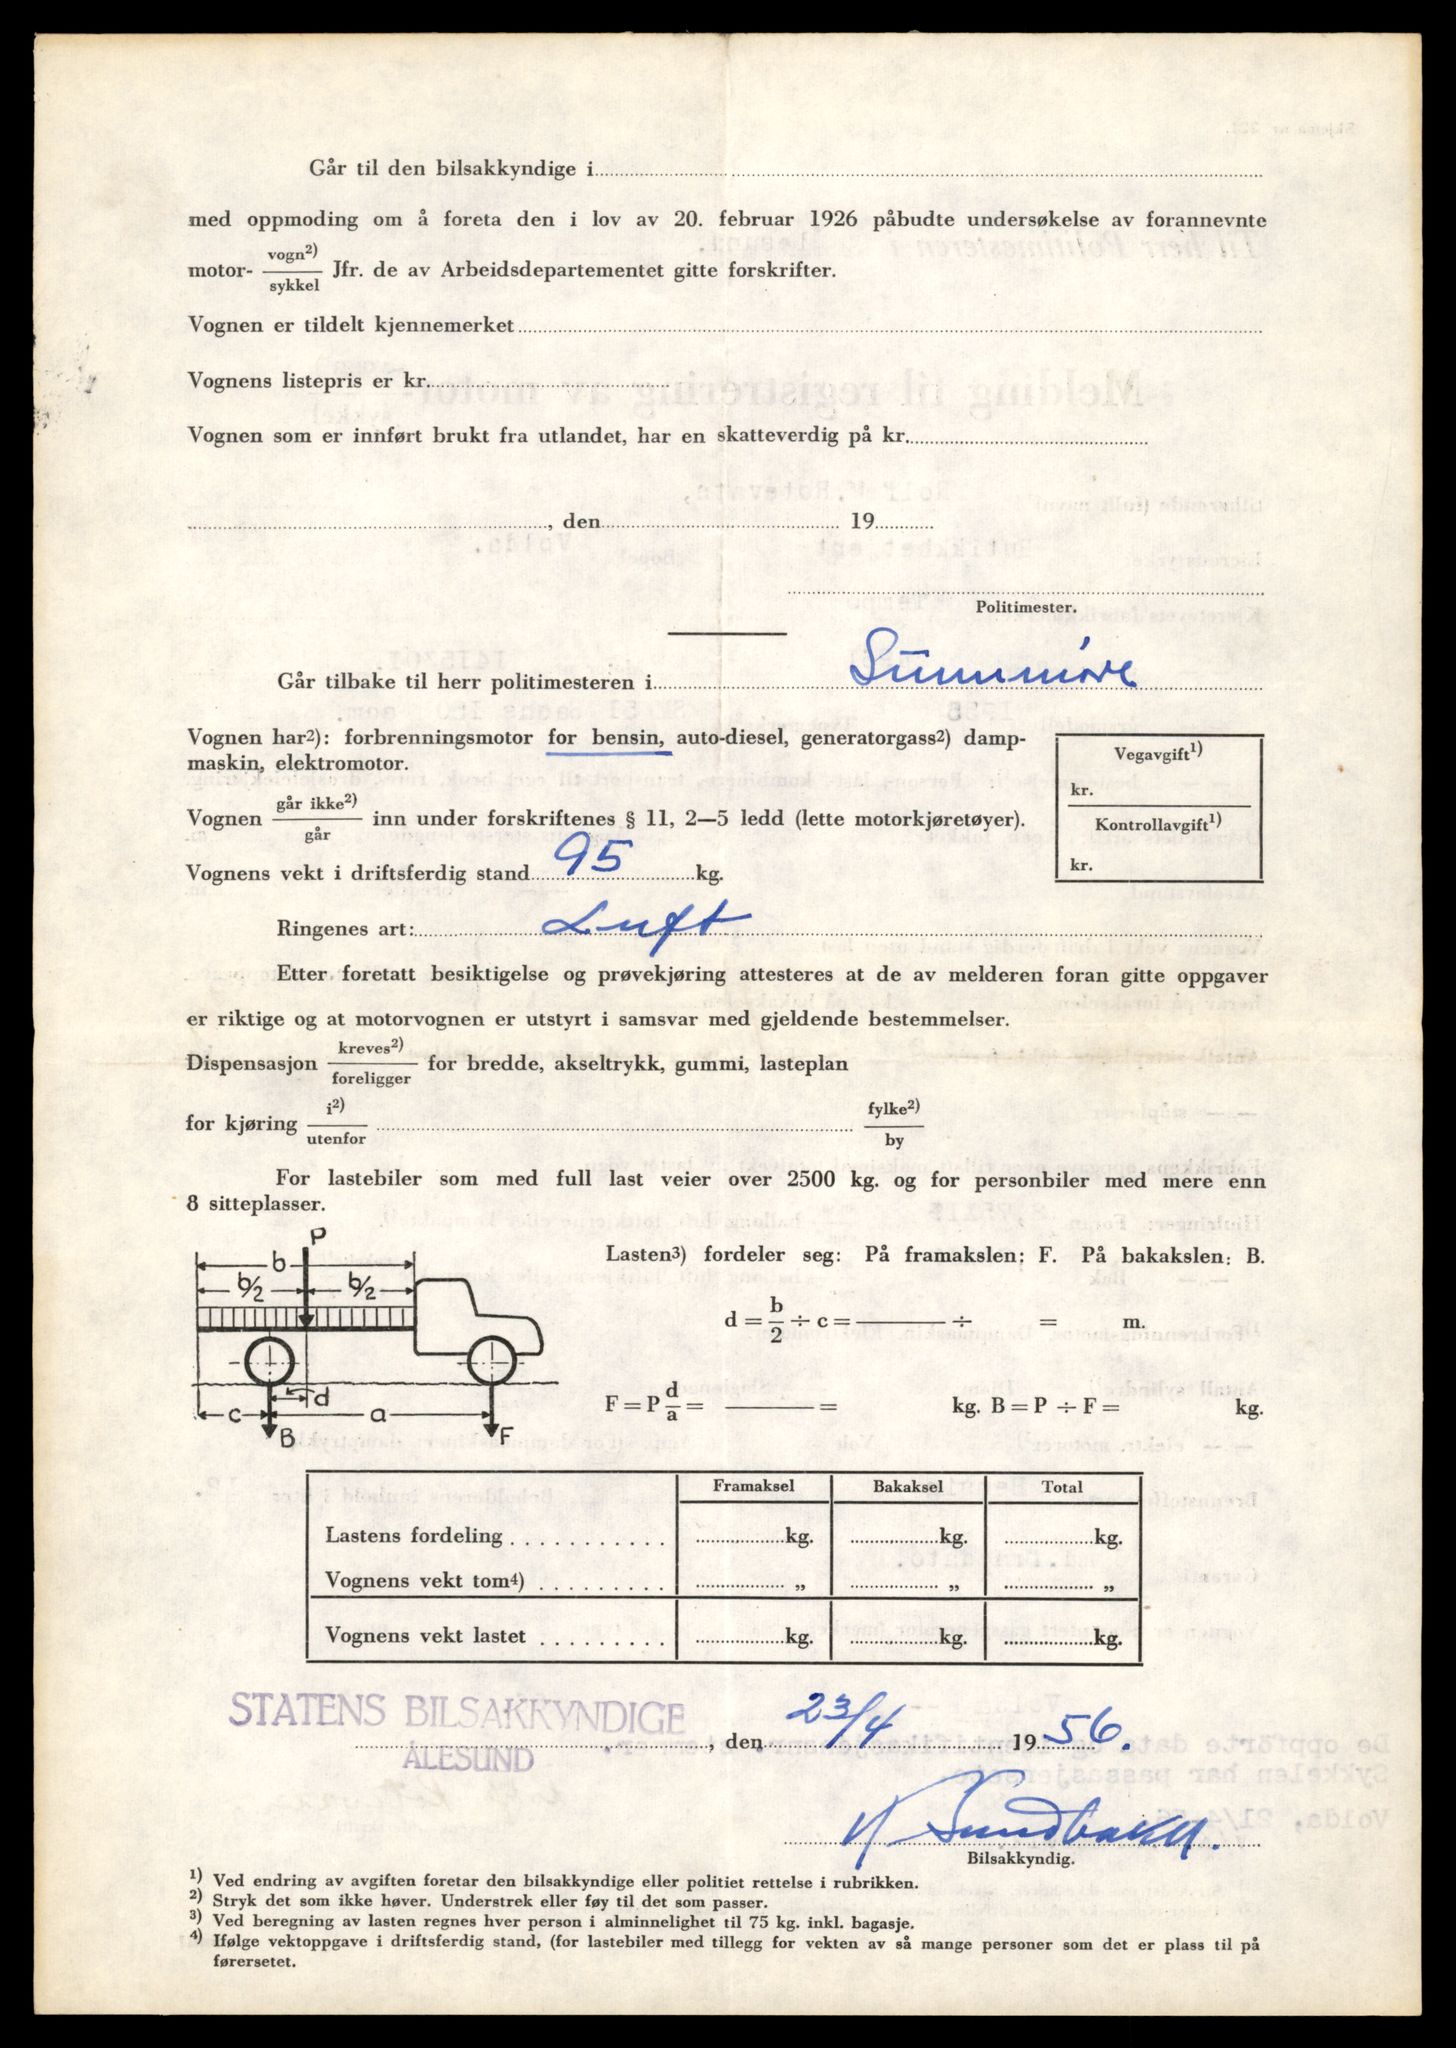 Går til den bilsakkyndige i
med oppmoding om å foreta den i lov av 20. februar 1926 påbudte undersøkelse av forannevnte
motor- vogn2)/sykkel Jfr. de av Arbeidsdepartementet gitte forskrifter.
Vognen er tildelt kjennemerket
Vognens listepris er kr.
Vognen som er innført brukt fra utlandet, har en skatteverdig på kr.
, den 19
Politimester.
Går tilbake til herr politimesteren i Sunnmøre
Vognen har2): forbrenningsmotor for bensin, auto-diesel, generatorgass2) damp-
maskin, elektromotor.
Vegavgift1)
kr.
Kontrollavgift1)
kr.
Vognen går ikke2)/går inn under forskriftenes § 11, 2—5 ledd (lette motorkjøretøyer).
Vognens vekt i driftsferdig stand 95 kg.
Ringenes art: Luft
Etter foretatt besiktigelse og prøvekjøring attesteres at de av melderen foran gitte oppgaver
er riktige og at motorvognen er utstyrt i samsvar med gjeldende bestemmelser.
Dispensasjon kreves2)/foreligger for bredde, akseltrykk, gummi, lasteplan
for kjøring i2)/utenfor fylke2)/by
For lastebiler som med full last veier over 2500 kg. og for personbiler med mere enn
8 sitteplasser.
P
b
b/2 b/2
d
c a
B F
Lasten3) fordeler seg: På framakslen: F. På bakakslen: B.
d = b/2 ÷ c = ——— ÷ = m.
F = P d/a = ——— = kg. B = P ÷ F = kg.
Framaksel Bakaksel Total
Lastens fordeling kg. kg. kg.
Vognens vekt tom4) „ „ „
Vognens vekt lastet kg. kg. kg.
STATENS BILSAKKYNDIGE
ÅLESUND
, den 23/4 19 56.
Sundbakk.
Bilsakkyndig.
1) Ved endring av avgiften foretar den bilsakkyndige eller politiet rettelse i rubrikken.
2) Stryk det som ikke høver. Understrek eller føy til det som passer.
3) Ved beregning av lasten regnes hver person i alminnelighet til 75 kg. inkl. bagasje.
4) Ifølge vektoppgave i driftsferdig stand, (for lastebiler med tillegg for vekten av så mange personer som det er plass til på
førersetet.